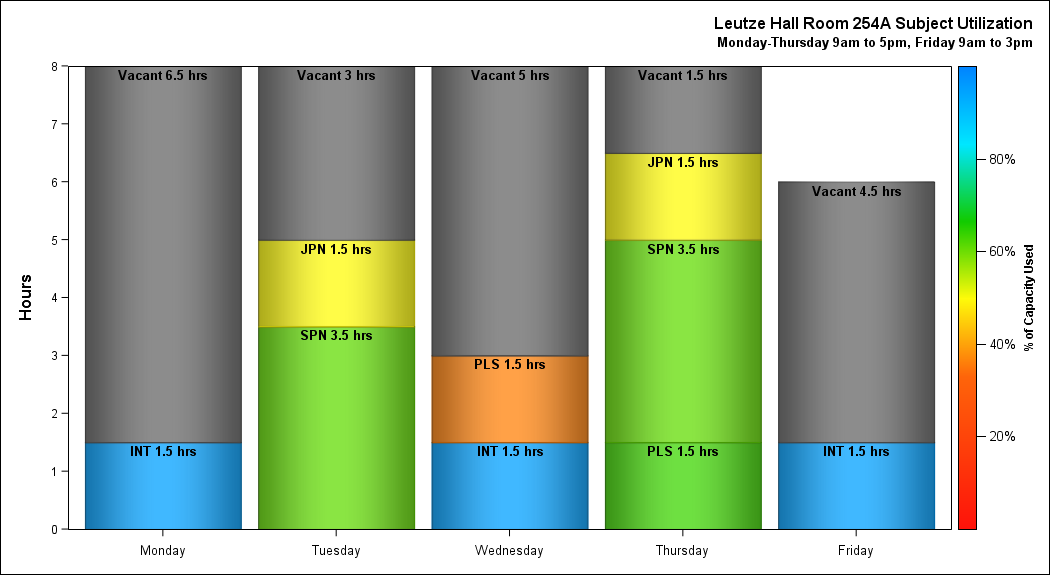 Leutze Hall Room 254A Subject Utilization
Monday-Thursday 9am to 5pm, Friday 9am to 3pm
Hours
8
7
6
5
4
3
2
1
0
Vacant 6.5 hrs
INT 1.5 hrs
Monday
Vacant 3 hrs
JPN 1.5 hrs
SPN 3.5 hrs
Tuesday
Vacant 5 hrs
PLS 1.5 hrs
INT 1.5 hrs
Wednesday
Vacant 1.5 hrs
JPN 1.5 hrs
SPN 3.5 hrs
PLS 1.5 hrs
Thursday
Vacant 4.5 hrs
INT 1.5 hrs
Friday
80%
60%
40%
20%
% of Capacity Used